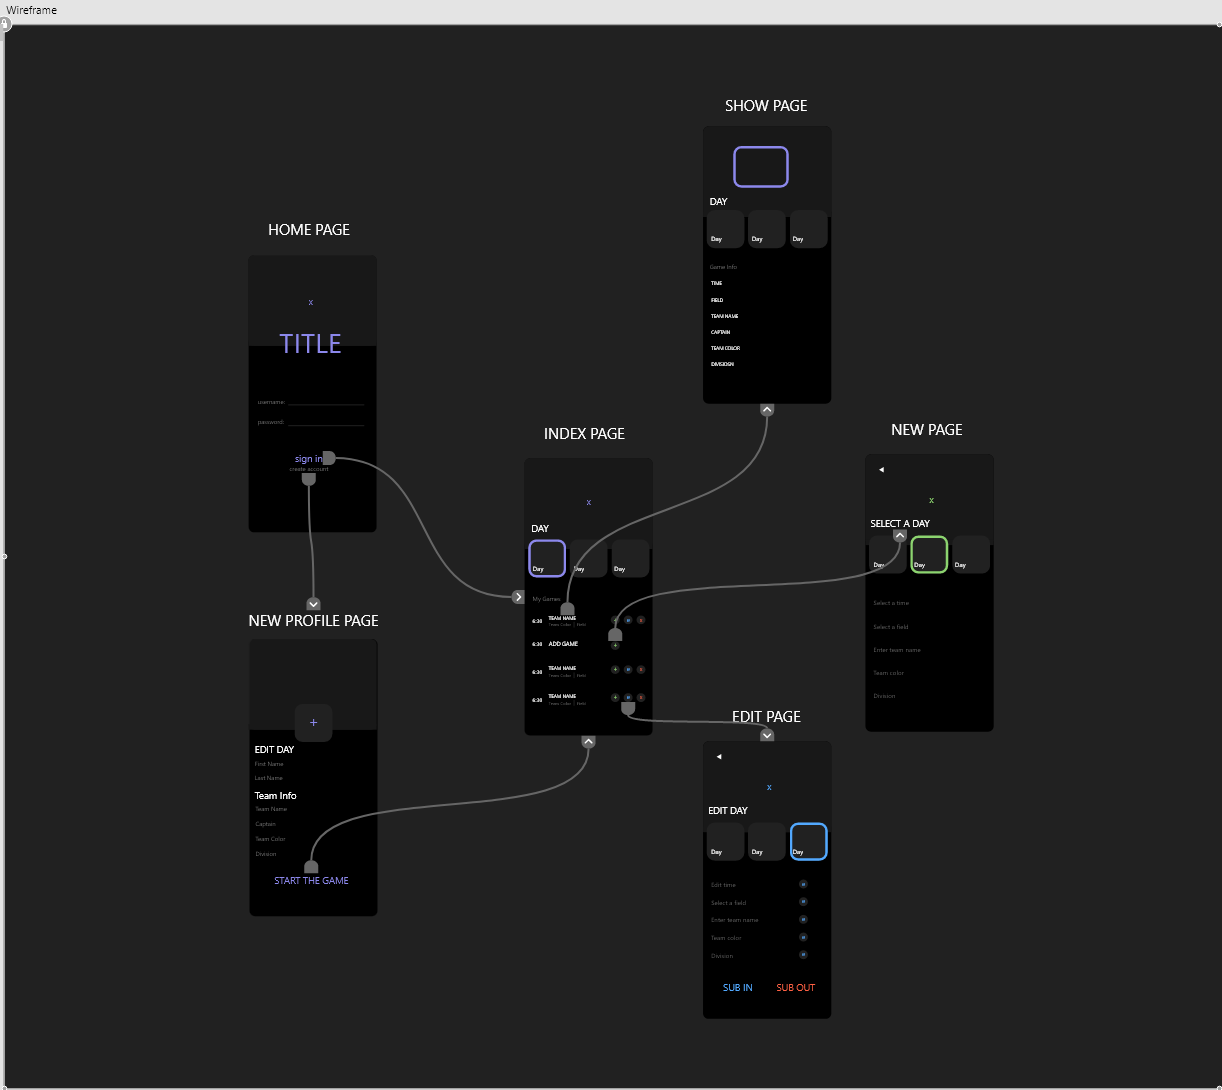 Wireframe
HOME PAGE
x
TITLE
username:
password:
sign in
create account
NEW PROFILE PAGE
+
EDIT DAY
First Name
Last Name
Team Info
Team Name
Captain
Team Color
Division
START THE GAME
INDEX PAGE
x
DAY
Day Day Day
My Games
6:30 TEAM NAME
Team Color | Field
6:30 ADD GAME +
6:30 TEAM NAME +
Team Color | Field
6:30 TEAM NAME +
Team Color | Field
SHOW PAGE
DAY
Day Day Day
Game Info
TIME
FIELD
TEAM NAME
CAPTAIN
TEAM COLOR
DIVISIOSN
NEW PAGE
x
SELECT A DAY
Day Day Day
Select a time
Select a field
Enter team name
Team color
Division
EDIT PAGE
x
EDIT DAY
Day Day Day
Edit time
Select a field
Enter team name
Team color
Division
SUB IN SUB OUT